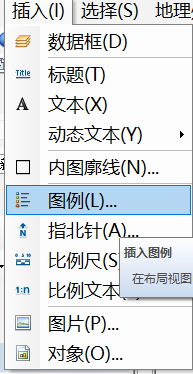 插入(I) 选择(S) 地理
数据框(D)
Title 标题(T)
A 文本(X)
动态文本(Y)
内图廓线(N)...
图例(L)...
N 指北针(A)...
插入图例
比例尺(S)...
在布局视图
1:n 比例文本(
图片(P)...
对象(O)...